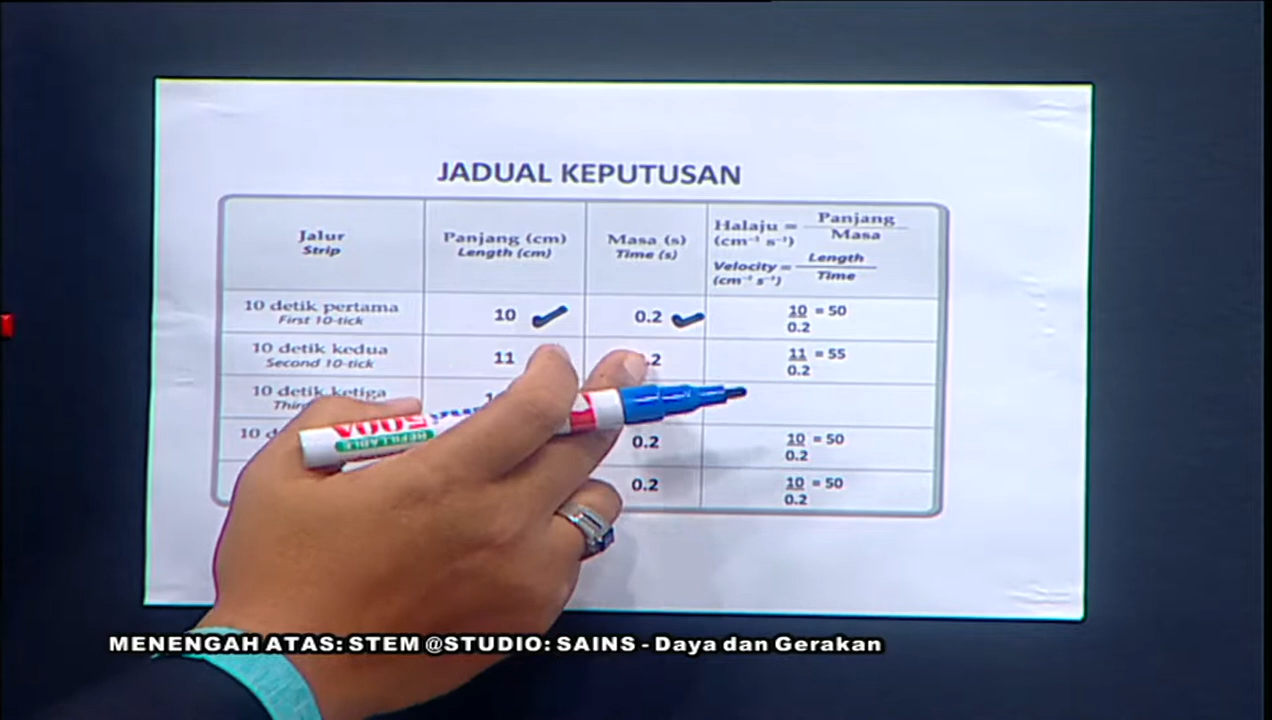 JADUAL KEPUTUSAN
Jalur
Strip
Panjang (cm)
Length (cm)
Masa (s)
Time (s)
Halaju = Panjang
(cm⁻¹ s⁻¹) Masa
Velocity = Length
(cm⁻¹ s⁻¹) Time
10 detik pertama
First 10-tick
10
0.2
10 = 50
0.2
10 detik kedua
Second 10-tick
11
11 = 55
0.2
10 detik ketiga
10
0.2
10 = 50
0.2
0.2
10 = 50
0.2
500A
REFILLABLE
MENENGAH ATAS: STEM @STUDIO: SAINS - Daya dan Gerakan